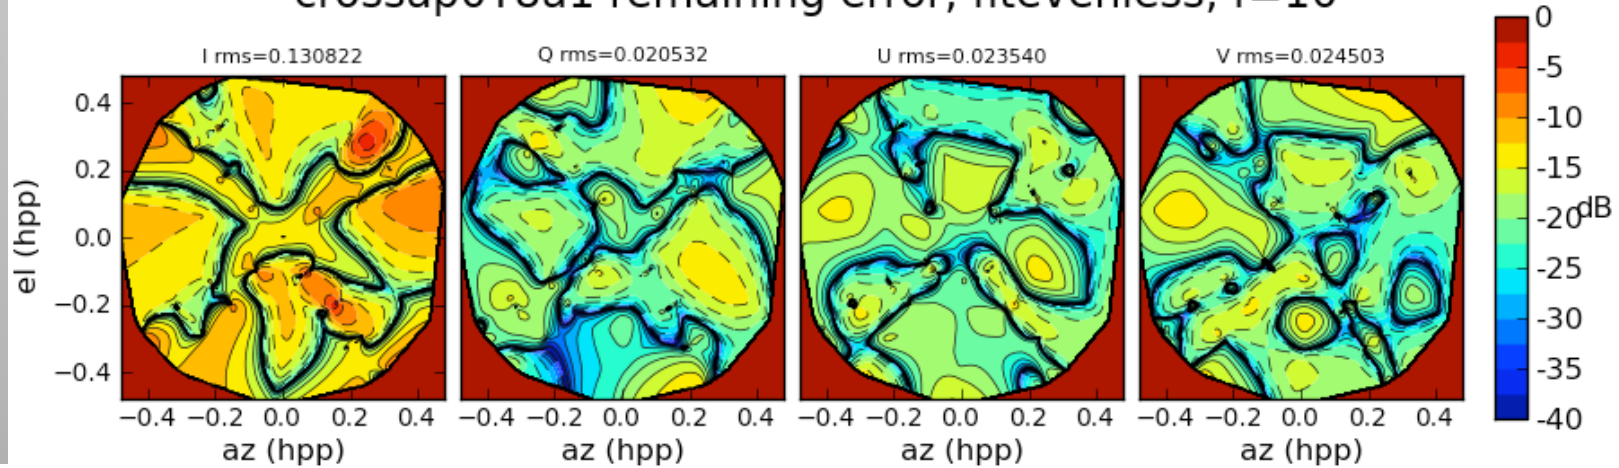 remaining error,
I rms=0.130822 Q rms=0.020532 U rms=0.023540 V rms=0.024503
el (hpp)
0.4
0.2
0.0
−0.2
−0.4
−0.4 −0.2 0.0 0.2 0.4 −0.4 −0.2 0.0 0.2 0.4 −0.4 −0.2 0.0 0.2 0.4 −0.4 −0.2 0.0 0.2 0.4
az (hpp) az (hpp) az (hpp) az (hpp)
0
-5
-10
-15
-20
-25
-30
-35
-40
dB